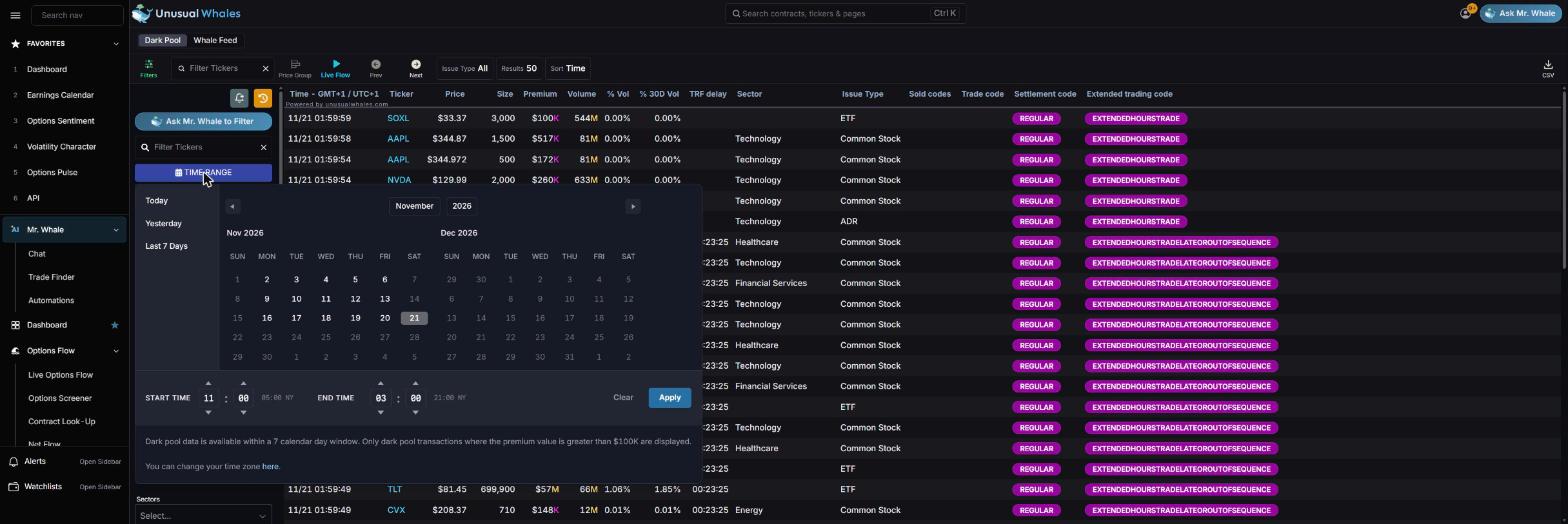 Search nav
Unusual Whales
Search contracts, tickers & pages
Ctrl K
9+
Ask Mr. Whale
FAVORITES
1 Dashboard
2 Earnings Calendar
3 Options Sentiment
4 Volatility Character
5 Options Pulse
6 API
AI Mr. Whale
Chat
Trade Finder
Automations
Dashboard
Options Flow
Live Options Flow
Options Screener
Contract Look-Up
Net Flow
Alerts Open Sidebar
Watchlists Open Sidebar
Dark Pool Whale Feed
Filters
Filter Tickers
Price Group
Live Flow
Prev
Next
Issue Type All
Results 50
Sort Time
CSV
Ask Mr. Whale to Filter
Filter Tickers
TIME RANGE
Today
Yesterday
Last 7 Days
November 2026
Nov 2026
SUN MON TUE WED THU FRI SAT
1 2 3 4 5 6 7
8 9 10 11 12 13 14
15 16 17 18 19 20 21
22 23 24 25 26 27 28
29 30 1 2 3 4 5
Dec 2026
SUN MON TUE WED THU FRI SAT
29 30 1 2 3 4 5
6 7 8 9 10 11 12
13 14 15 16 17 18 19
20 21 22 23 24 25 26
27 28 29 30 31 1 2
START TIME 11 : 00 05:00 NY END TIME 03 : 00 21:00 NY Clear Apply
Dark pool data is available within a 7 calendar day window. Only dark pool transactions where the premium value is greater than $100K are displayed.
You can change your time zone here.
Sectors
Select...
Time - GMT+1 / UTC+1 Ticker Price Size Premium Volume % Vol % 30D Vol TRF delay Sector Issue Type Sold codes Trade code Settlement code Extended trading code
Powered by unusualwhales.com
11/21 01:59:59 SOXL $33.37 3,000 $100K 544M 0.00% 0.00% ETF REGULAR EXTENDEDHOURSTRADE
11/21 01:59:58 AAPL $344.87 1,500 $517K 81M 0.00% 0.00% Technology Common Stock REGULAR EXTENDEDHOURSTRADE
11/21 01:59:54 AAPL $344.972 500 $172K 81M 0.00% 0.00% Technology Common Stock REGULAR EXTENDEDHOURSTRADE
11/21 01:59:54 NVDA $129.99 2,000 $260K 633M 0.00% 0.00% Technology Common Stock REGULAR EXTENDEDHOURSTRADE
Technology Common Stock REGULAR EXTENDEDHOURSTRADE
Technology ADR REGULAR EXTENDEDHOURSTRADE
:23:25 Healthcare Common Stock REGULAR EXTENDEDHOURSTRADELATEOROUTOFSEQUENCE
:23:25 Technology Common Stock REGULAR EXTENDEDHOURSTRADELATEOROUTOFSEQUENCE
:23:25 Financial Services Common Stock REGULAR EXTENDEDHOURSTRADELATEOROUTOFSEQUENCE
:23:25 Technology Common Stock REGULAR EXTENDEDHOURSTRADELATEOROUTOFSEQUENCE
:23:25 Technology Common Stock REGULAR EXTENDEDHOURSTRADELATEOROUTOFSEQUENCE
:23:25 Healthcare Common Stock REGULAR EXTENDEDHOURSTRADELATEOROUTOFSEQUENCE
:23:25 Technology Common Stock REGULAR EXTENDEDHOURSTRADELATEOROUTOFSEQUENCE
:23:25 Financial Services Common Stock REGULAR EXTENDEDHOURSTRADELATEOROUTOFSEQUENCE
:23:25 ETF REGULAR EXTENDEDHOURSTRADELATEOROUTOFSEQUENCE
:23:25 Technology Common Stock REGULAR EXTENDEDHOURSTRADELATEOROUTOFSEQUENCE
:23:25 Healthcare Common Stock REGULAR EXTENDEDHOURSTRADELATEOROUTOFSEQUENCE
:23:25 ETF REGULAR EXTENDEDHOURSTRADELATEOROUTOFSEQUENCE
11/21 01:59:49 TLT $81.45 699,900 $57M 66M 1.06% 1.85% 00:23:25 ETF REGULAR EXTENDEDHOURSTRADELATEOROUTOFSEQUENCE
11/21 01:59:49 CVX $208.37 710 $148K 12M 0.01% 0.01% 00:23:25 Energy Common Stock REGULAR EXTENDEDHOURSTRADELATEOROUTOFSEQUENCE